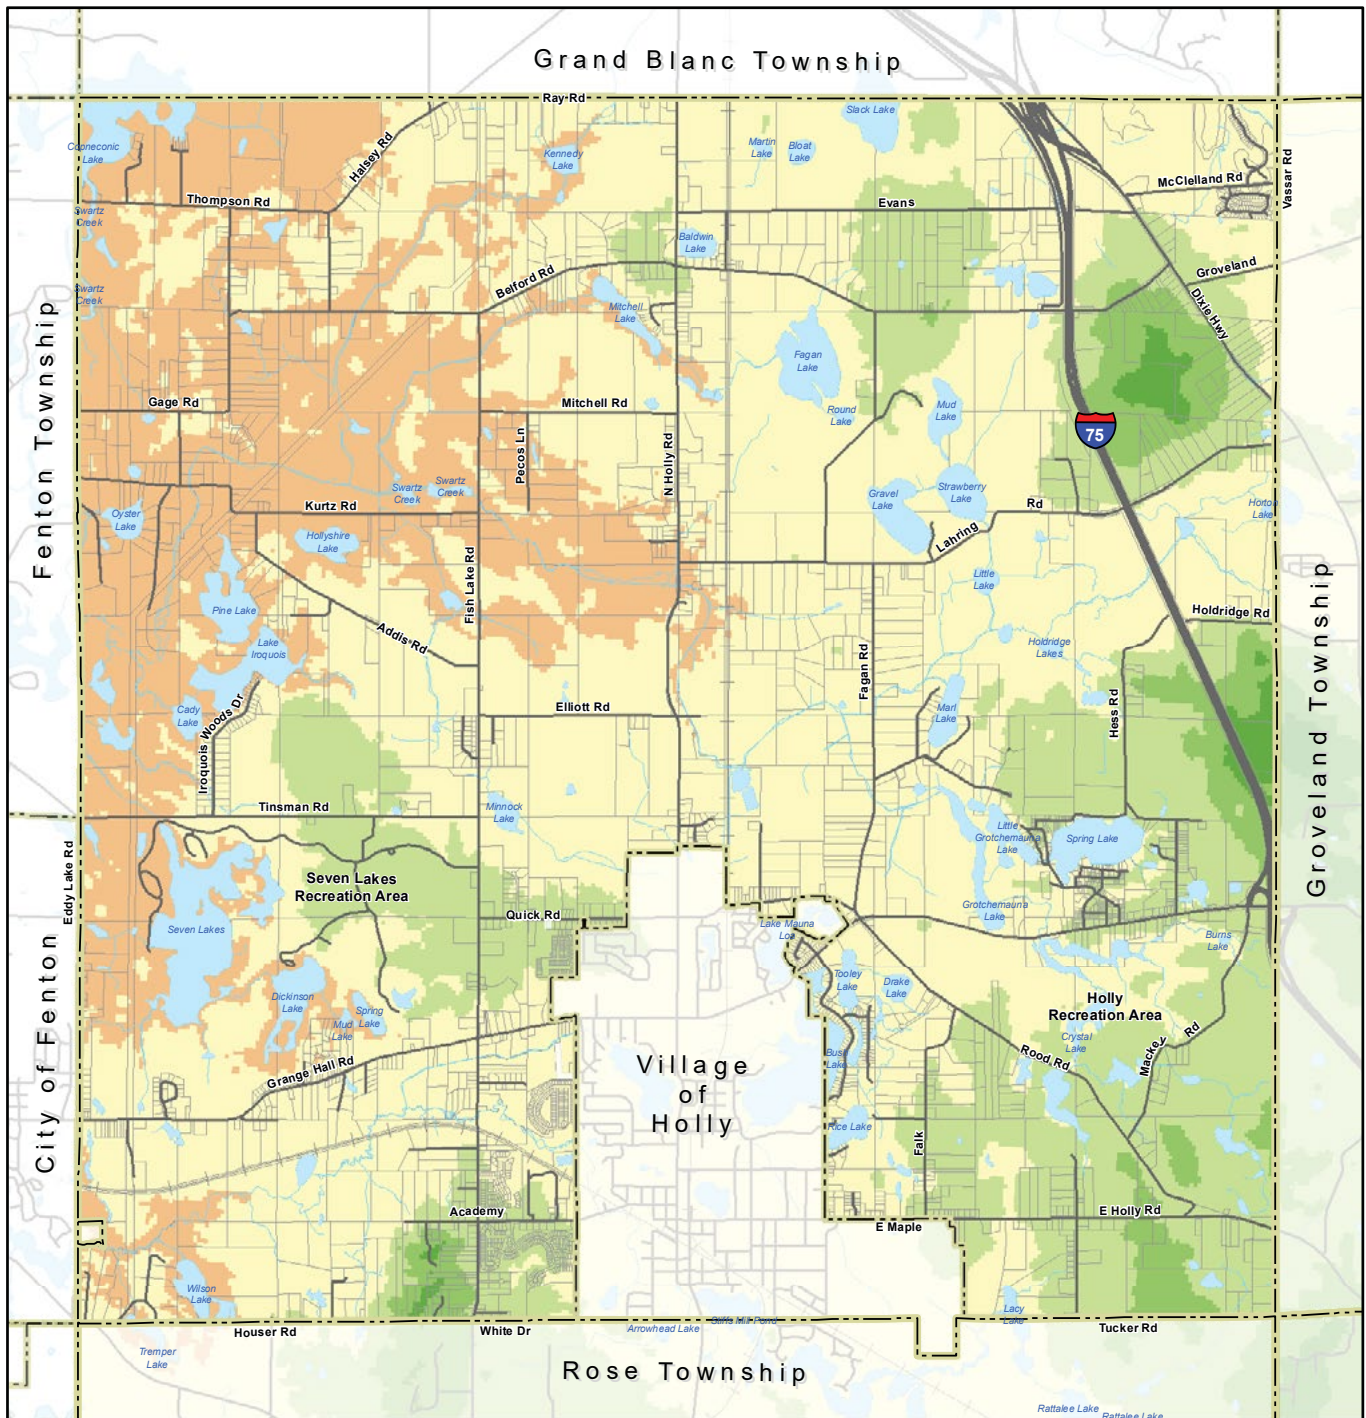 Grand Blanc Township
Ray Rd
Slack Lake
Copneconic
Lake
Halsey Rd
Kennedy
Lake
Martin
Lake
Bloat
Lake
Vassar Rd
McClelland Rd
Thompson Rd
Evans
Swartz
Creek
Baldwin
Lake
Belford Rd
Groveland
Swartz
Creek
Mitchell
Lake
Dixie Hwy
Fenton Township
Fagan
Lake
Gage Rd
Mitchell Rd
Round
Lake
Mud
Lake
75
Pecos Ln
N Holly Rd
Swartz
Creek
Swartz
Creek
Strawberry
Lake
Gravel
Lake
Kurtz Rd
Rd
Horton
Lake
Oyster
Lake
Hollyshire
Lake
Lahring
Fish Lake Rd
Little
Lake
Pine Lake
Holdridge Rd
Groveland Township
Addis Rd
Lake
Iroquois
Holdridge
Lakes
Fagan Rd
Hess Rd
Cady
Lake
Iroquois Woods Dr
Elliott Rd
Marl
Lake
Tinsman Rd
Minnock
Lake
Little
Grotchemauna
Lake
Spring Lake
Eddy Lake Rd
Seven Lakes
Recreation Area
Quick Rd
Grotchemauna
Lake
Seven Lakes
Lake Mauna
Loa
Burns
Lake
City of Fenton
Tooley
Lake
Drake
Lake
Dickinson
Lake
Spring
Lake
Mud
Lake
Holly
Recreation Area
Crystal
Lake
Mackey Rd
Village
of
Holly
Bush
Lake
Rood Rd
Grange Hall Rd
Rice Lake
Falk
Academy
E Holly Rd
E Maple
Wilson
Lake
Lacy
Lake
Houser Rd
White Dr
Arrowhead Lake
Stiffs Mill Pond
Tucker Rd
Tremper
Lake
Rose Township
Rattalee Lake
Rattalee Lake